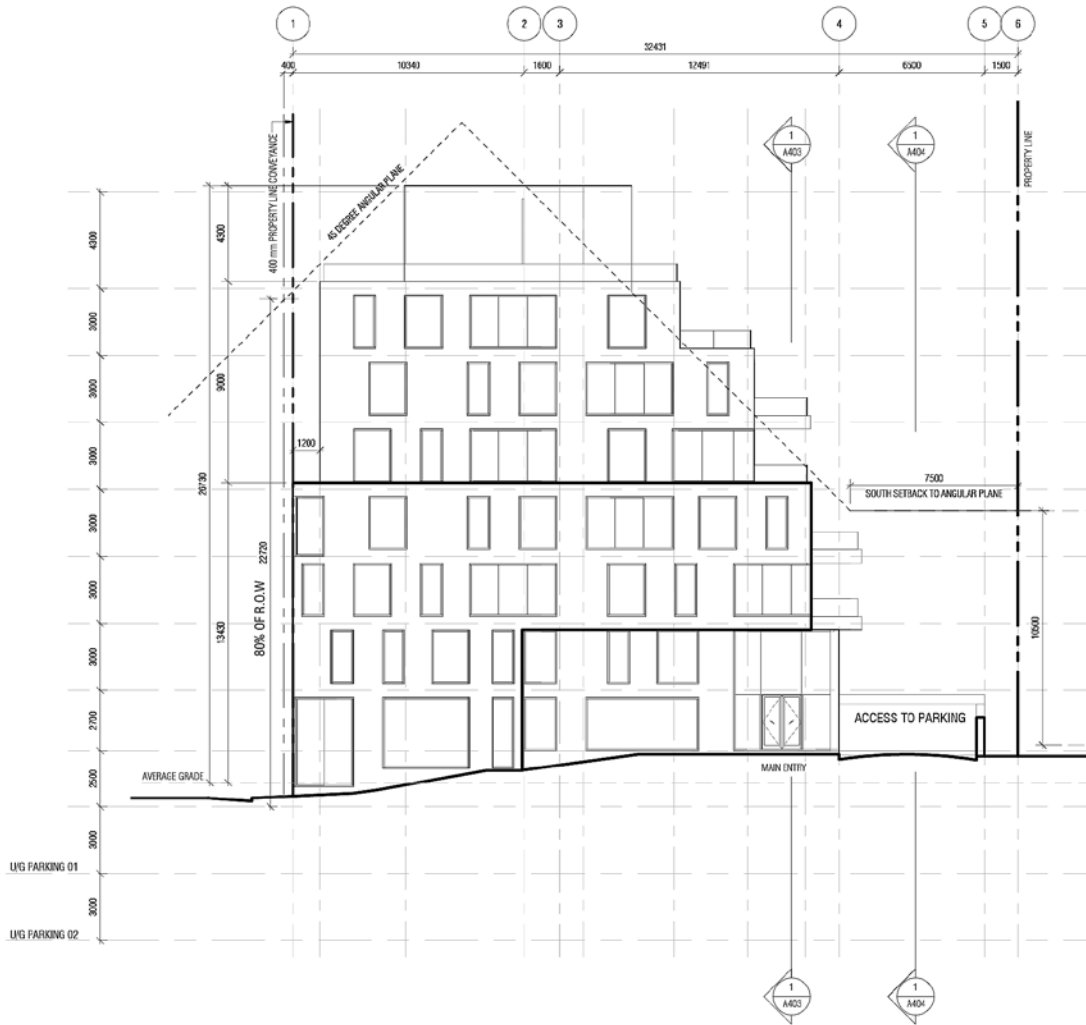 1
2
3
4
5
6
32431
400
10340
1600
12491
6500
1500
1
A403
1
A404
PROPERTY LINE
400 mm PROPERTY LINE CONVEYANCE
45 DEGREE ANGULAR PLANE
4300
4300
3000
9000
3000
1200
3000
26730
7500
SOUTH SETBACK TO ANGULAR PLANE
3000
22720
3000
80% OF R.O.W
13430
10500
3000
2700
ACCESS TO PARKING
MAIN ENTRY
AVERAGE GRADE
2500
3000
U/G PARKING 01
3000
U/G PARKING 02
1
A403
1
A404